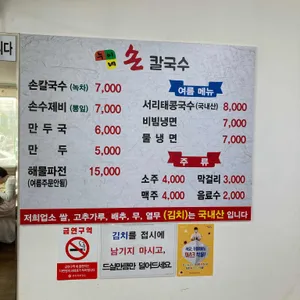 니다
손 칼국수
손칼국수 (녹차) 7,000
손수제비 (통밀) 7,000
만두국 6,000
만두 5,000
해물파전 15,000
(여름주문안됨)
여름 메뉴
서리태콩국수(국내산) 8,000
비빔냉면 7,000
물냉면 7,000
주류
소주 4,000 막걸리 3,000
맥주 4,000 음료수 2,000
저희업소 쌀, 고추가루, 배추, 무, 열무 (김치)는 국내산 입니다
금연구역
김치를 접시에
남기지 마시고,
드실만큼만 덜어드세요